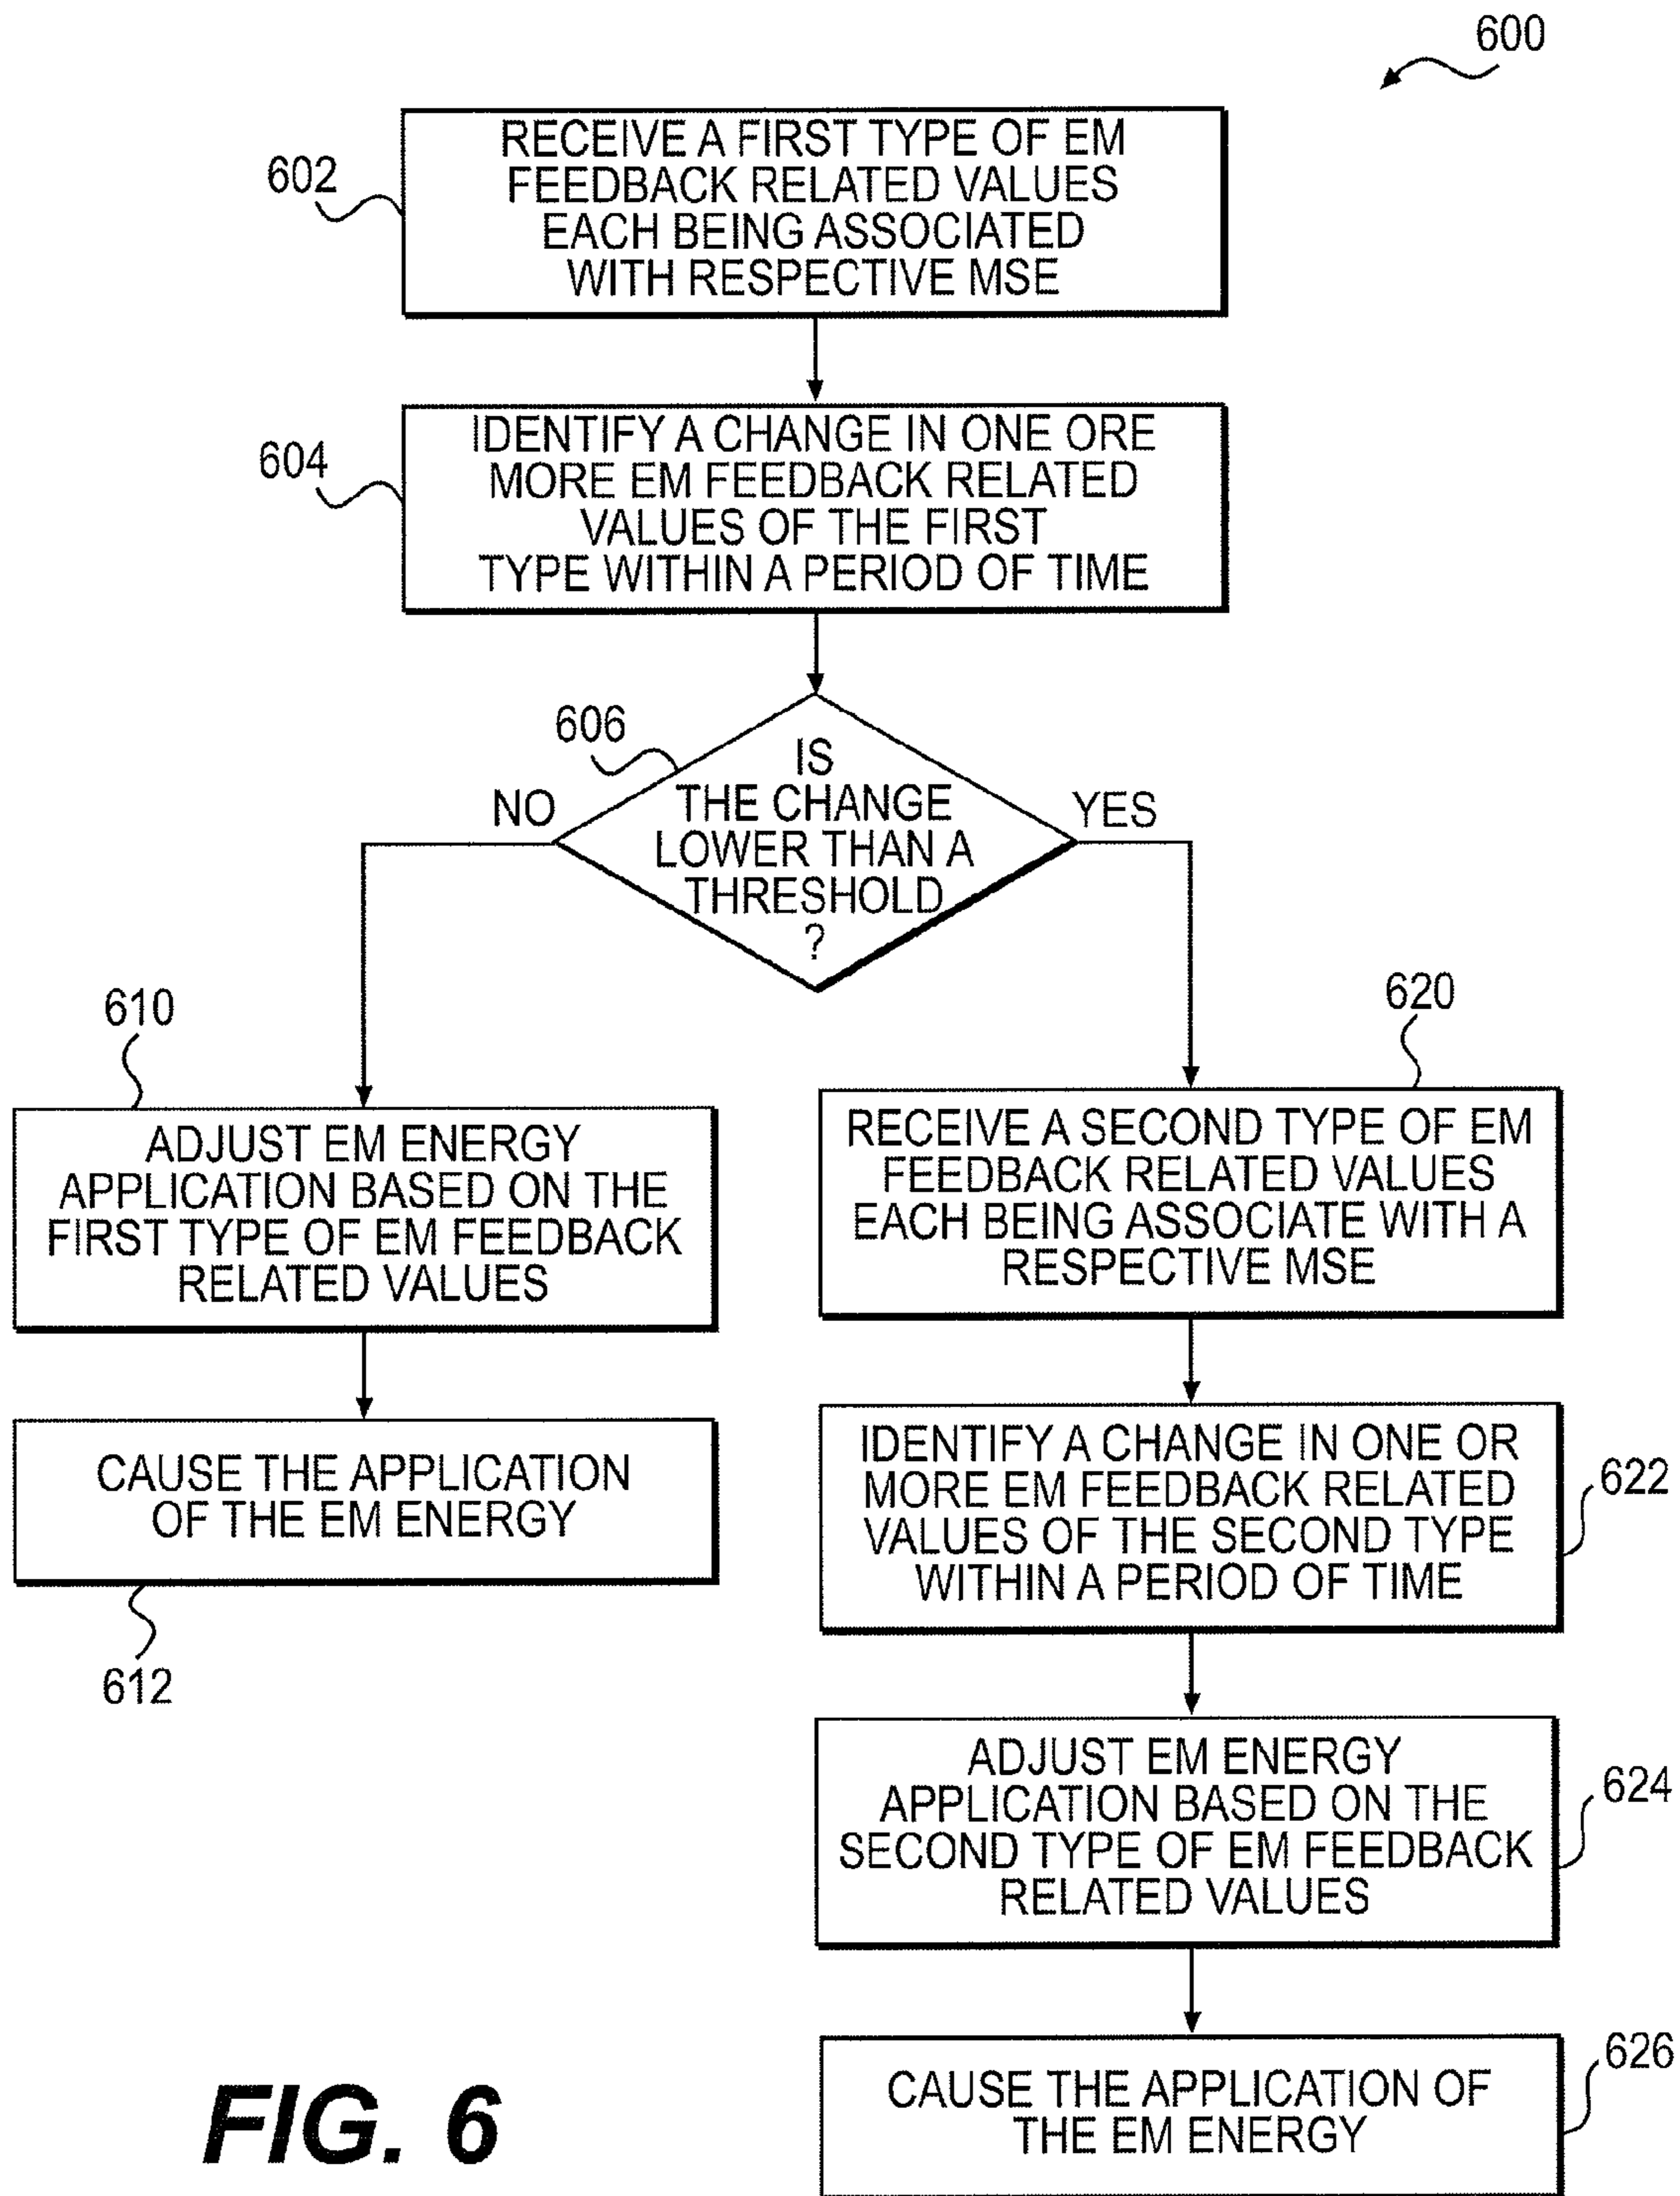 600
602
RECEIVE A FIRST TYPE OF EM
FEEDBACK RELATED VALUES
EACH BEING ASSOCIATED
WITH RESPECTIVE MSE
604
IDENTIFY A CHANGE IN ONE ORE
MORE EM FEEDBACK RELATED
VALUES OF THE FIRST
TYPE WITHIN A PERIOD OF TIME
606
IS
THE CHANGE
LOWER THAN A
THRESHOLD
?
NO
YES
610
ADJUST EM ENERGY
APPLICATION BASED ON THE
FIRST TYPE OF EM FEEDBACK
RELATED VALUES
CAUSE THE APPLICATION
OF THE EM ENERGY
612
620
RECEIVE A SECOND TYPE OF EM
FEEDBACK RELATED VALUES
EACH BEING ASSOCIATE WITH A
RESPECTIVE MSE
IDENTIFY A CHANGE IN ONE OR
MORE EM FEEDBACK RELATED
VALUES OF THE SECOND TYPE
WITHIN A PERIOD OF TIME
622
ADJUST EM ENERGY
APPLICATION BASED ON THE
SECOND TYPE OF EM FEEDBACK
RELATED VALUES
624
CAUSE THE APPLICATION OF
THE EM ENERGY
626
FIG. 6